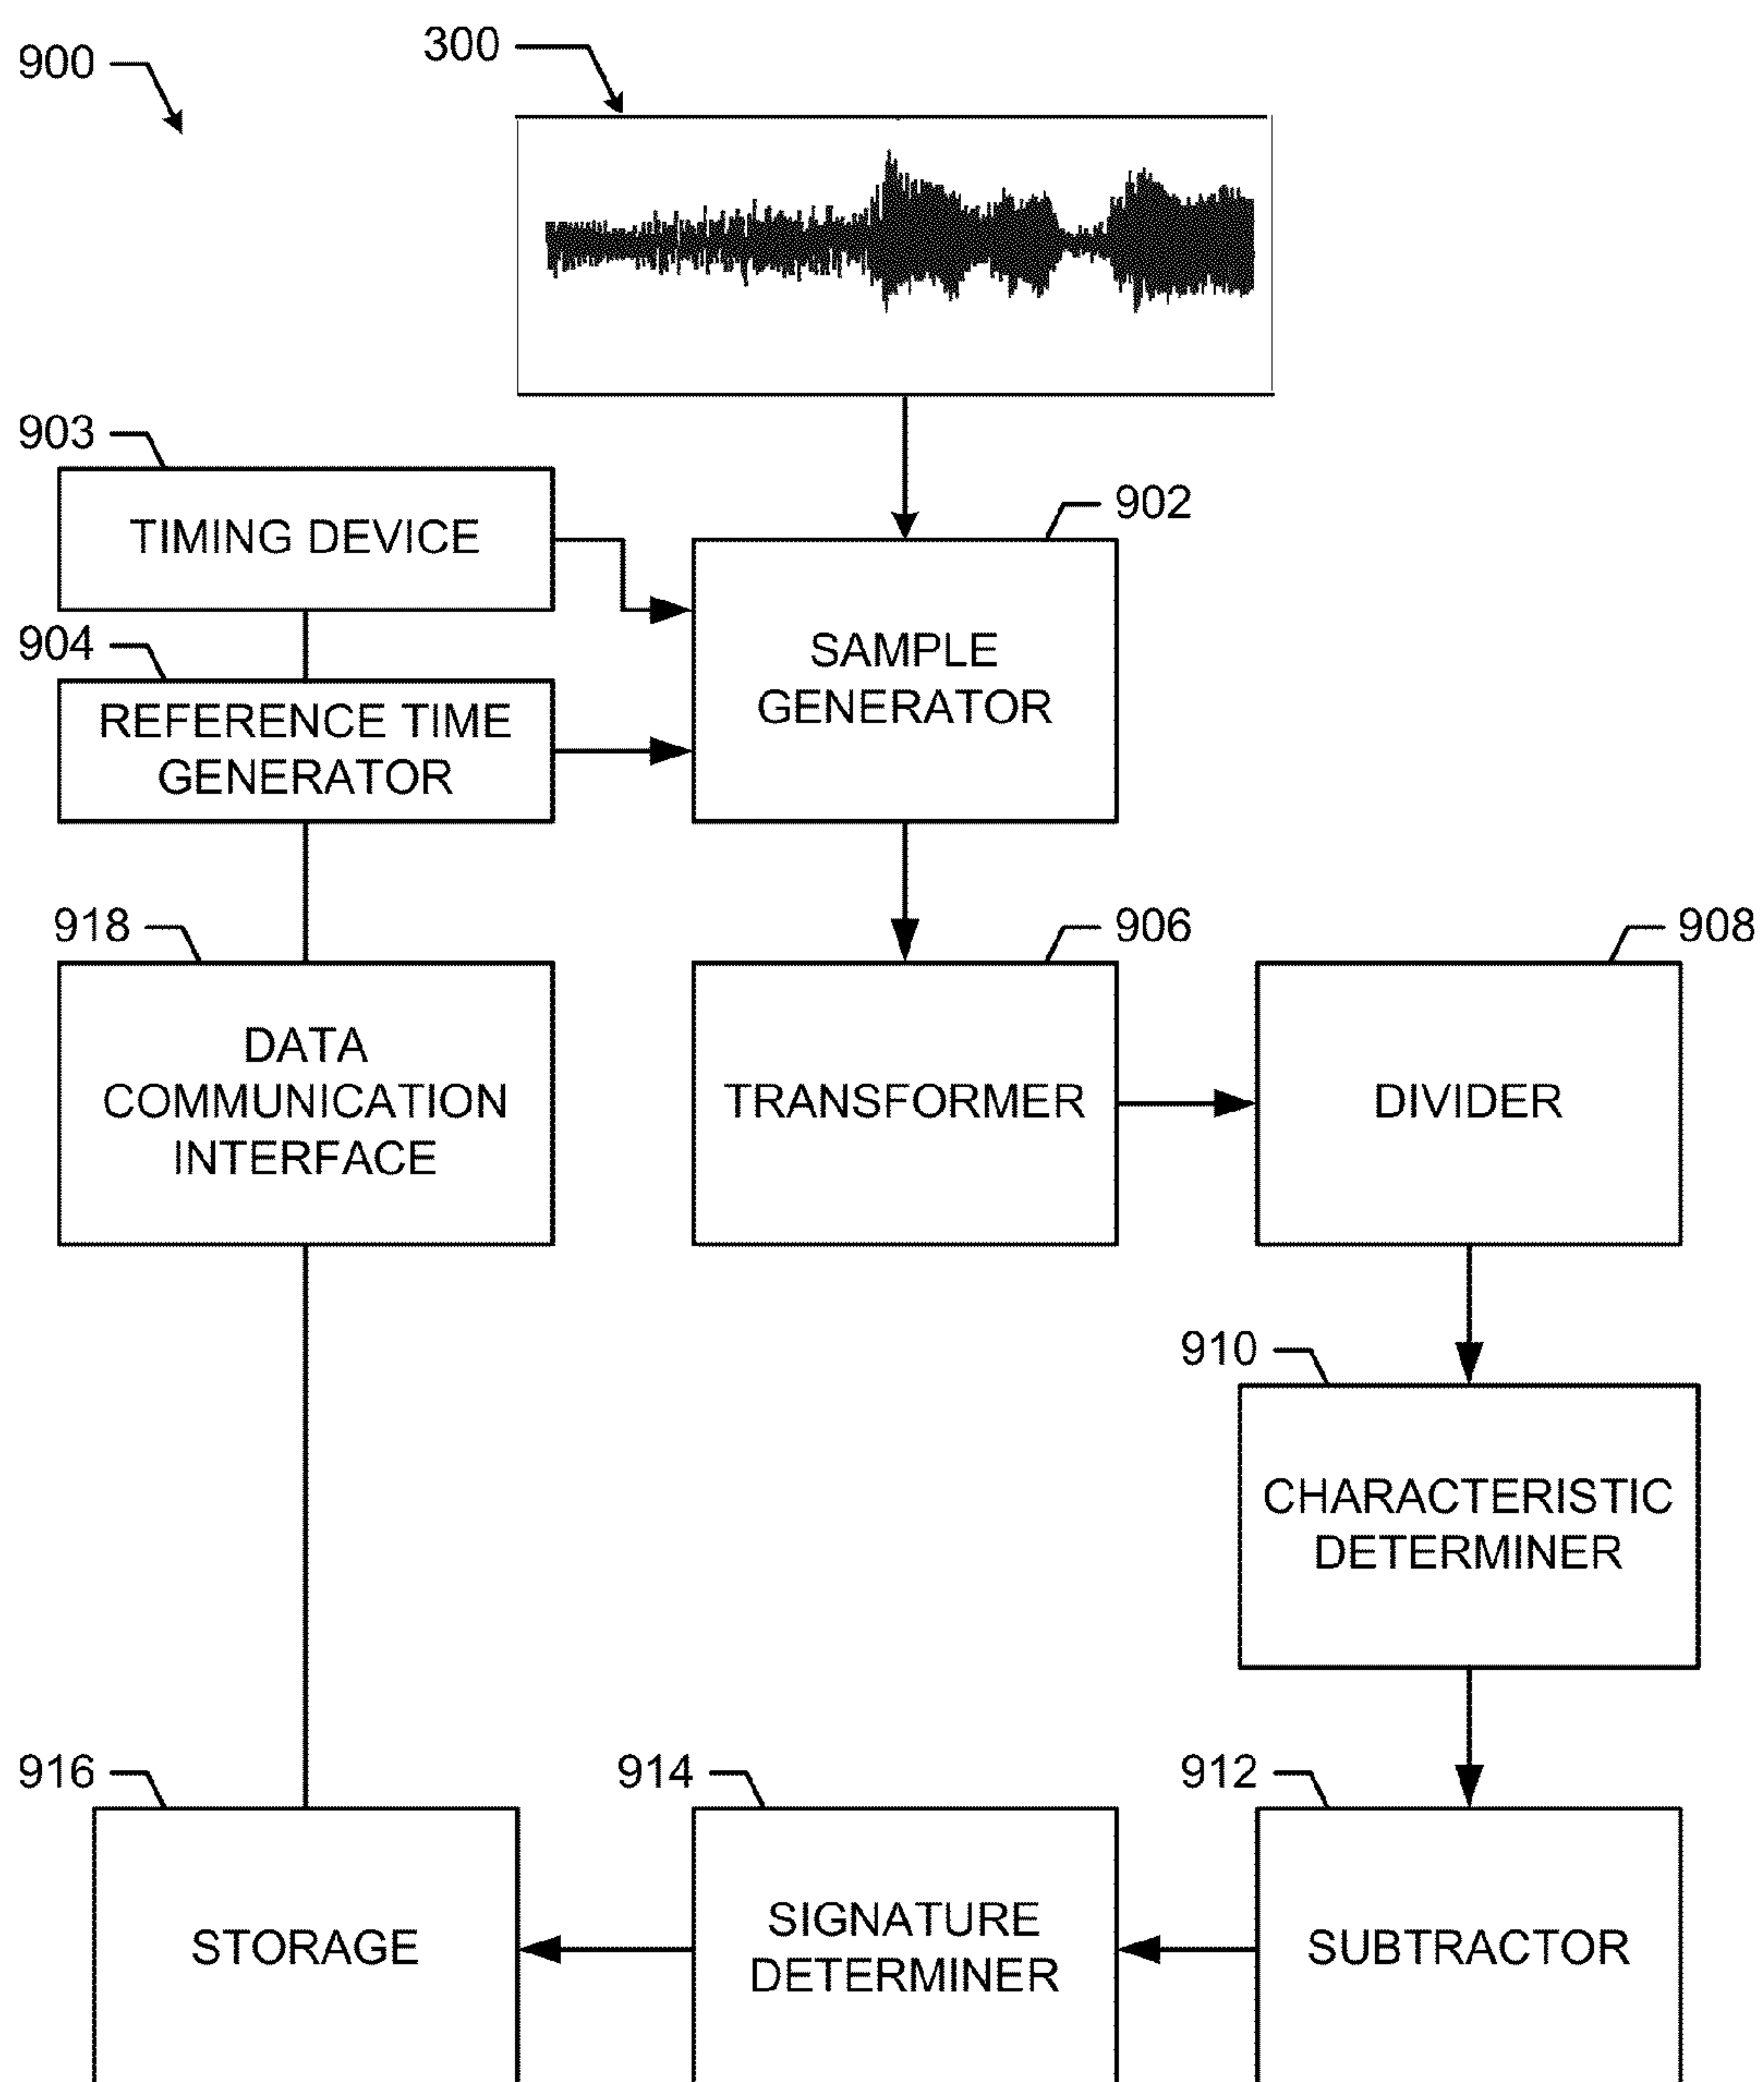 900
300
903
TIMING DEVICE
902
SAMPLE
GENERATOR
904
REFERENCE TIME
GENERATOR
918
DATA
COMMUNICATION
INTERFACE
906
TRANSFORMER
908
DIVIDER
910
CHARACTERISTIC
DETERMINER
916
STORAGE
914
SIGNATURE
DETERMINER
912
SUBTRACTOR